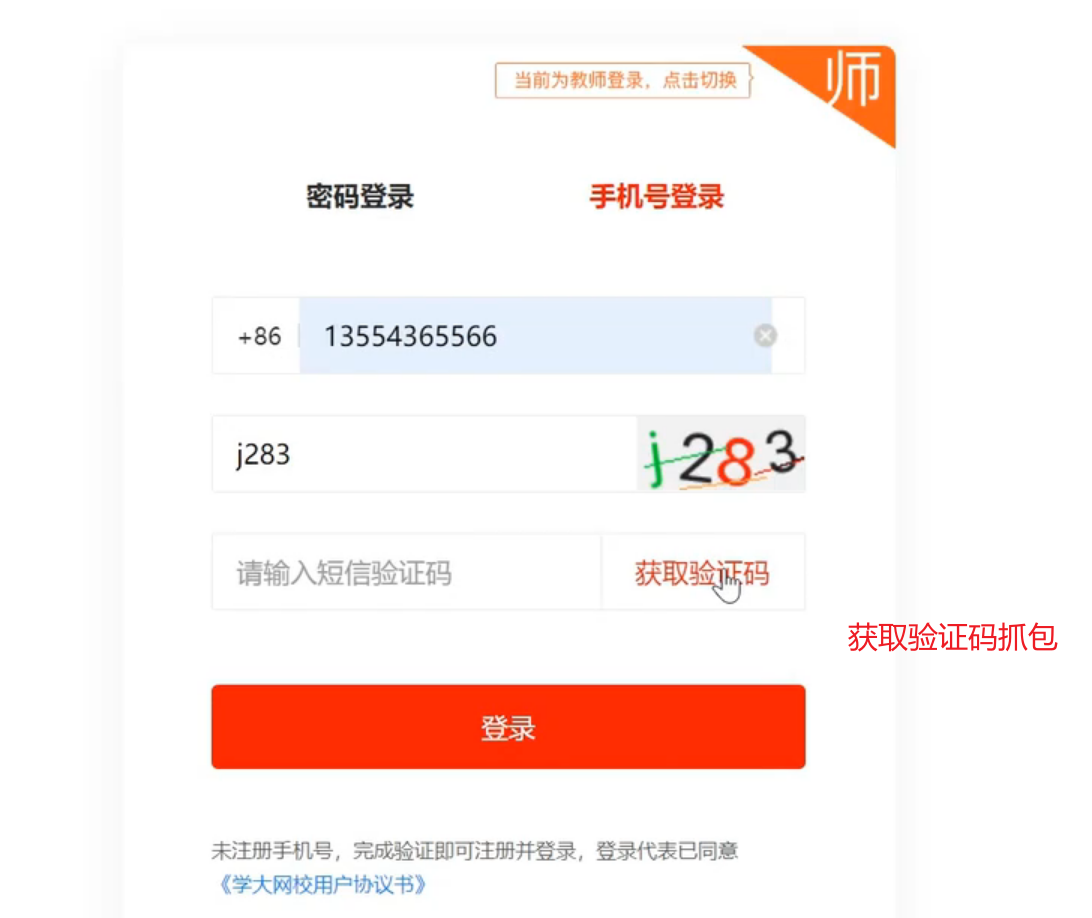 当前为教师登录，点击切换
师
密码登录
手机号登录
+86
13554365566
j283
j283
请输入短信验证码
获取验证码
获取验证码抓包
登录
未注册手机号，完成验证即可注册并登录，登录代表已同意
《学大网校用户协议书》